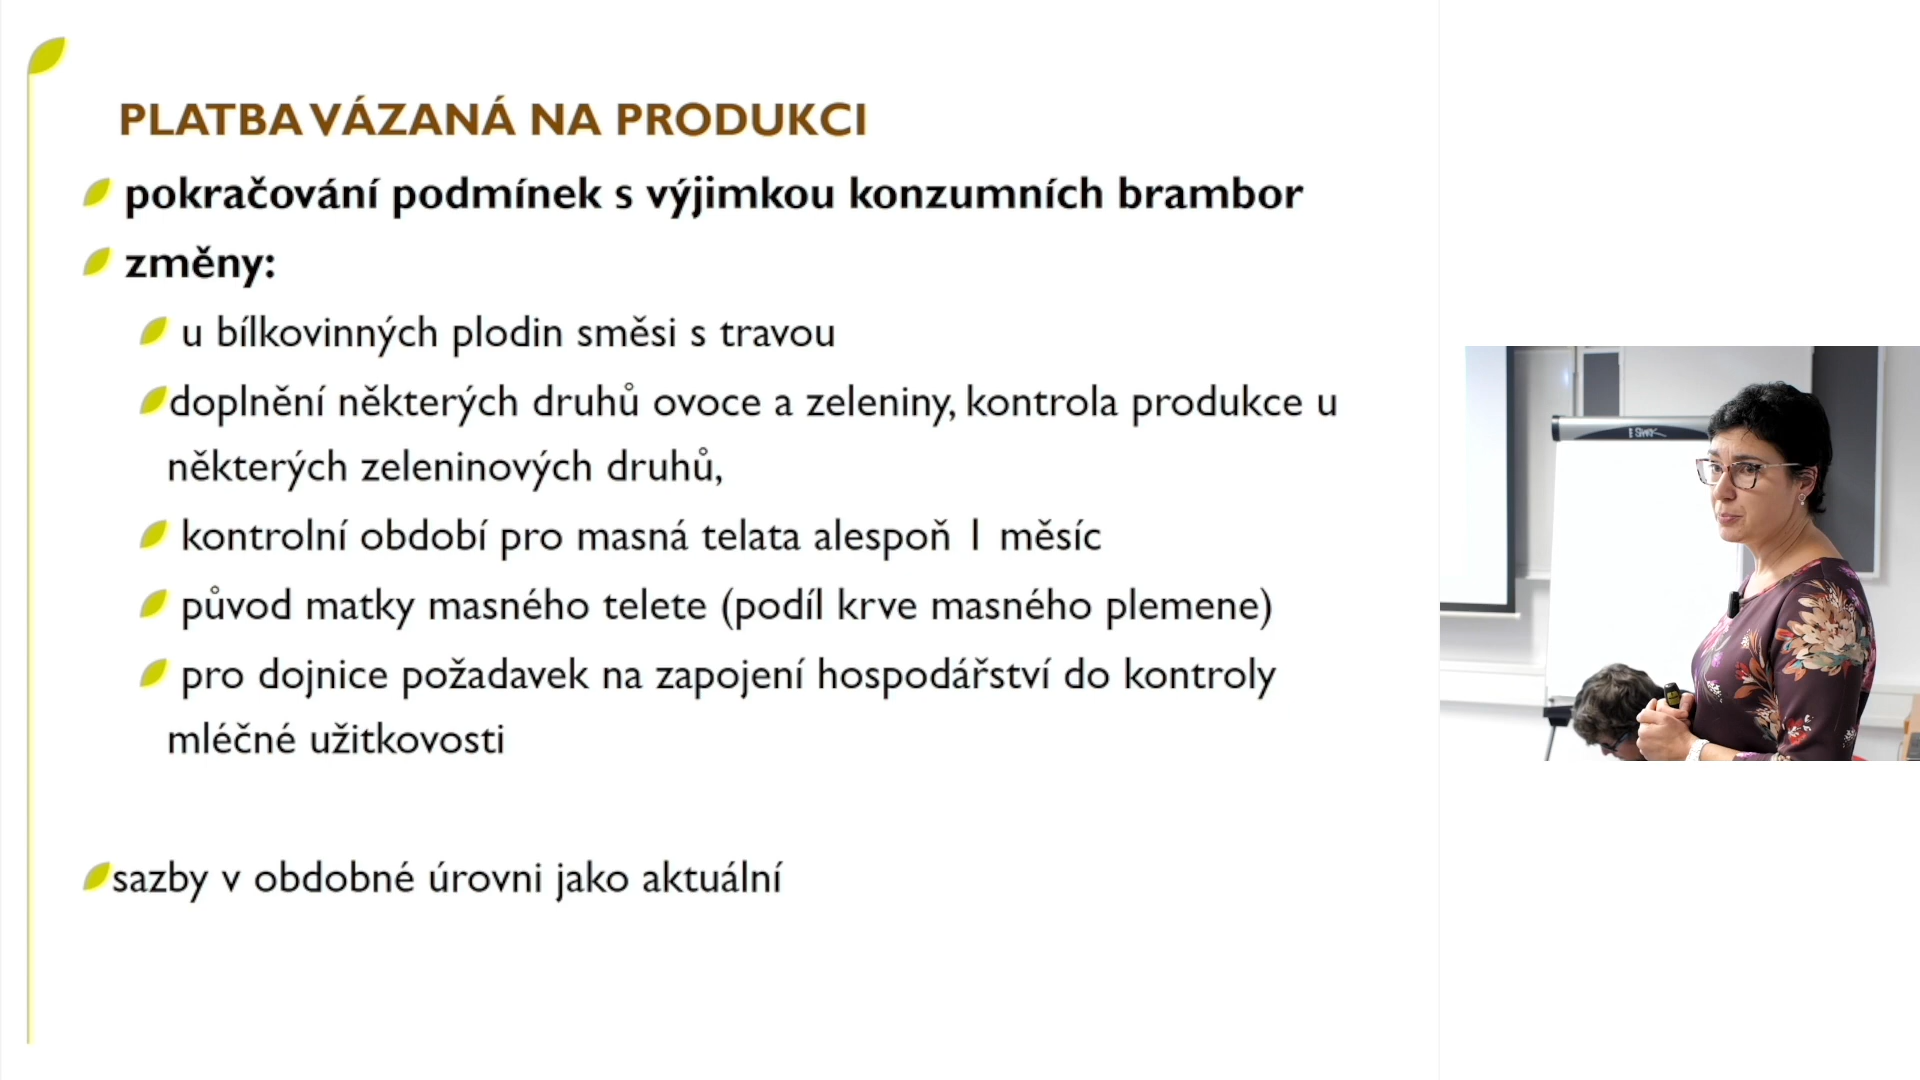 PLATBA VÁZANÁ NA PRODUKCI
pokračování podmínek s výjimkou konzumních brambor
změny:
u bílkovinných plodin směsi s travou
doplnění některých druhů ovoce a zeleniny, kontrola produkce u
některých zeleninových druhů,
kontrolní období pro masná telata alespoň 1 měsíc
původ matky masného telete (podíl krve masného plemene)
pro dojnice požadavek na zapojení hospodářství do kontroly
mléčné užitkovosti
sazby v obdobné úrovni jako aktuální